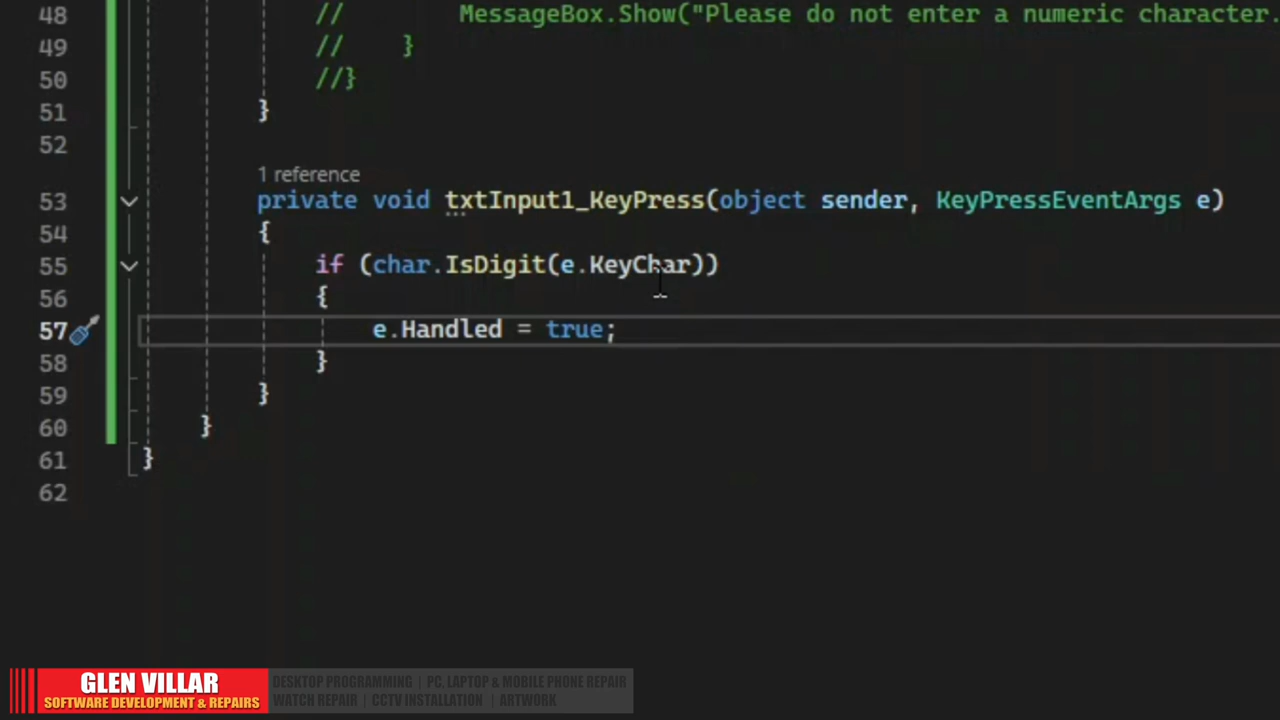 48 // MessageBox.Show("Please do not enter a numeric character.
49 // }
50 //}
51 }
52
1 reference
53 private void txtInput1_KeyPress(object sender, KeyPressEventArgs e)
54 {
55 if (char.IsDigit(e.KeyChar))
56 {
57 e.Handled = true;
58 }
59 }
60 }
61 }
62
GLEN VILLAR
SOFTWARE DEVELOPMENT & REPAIRS
DESKTOP PROGRAMMING | PC, LAPTOP & MOBILE PHONE REPAIR
WATCH REPAIR | CCTV INSTALLATION | ARTWORK